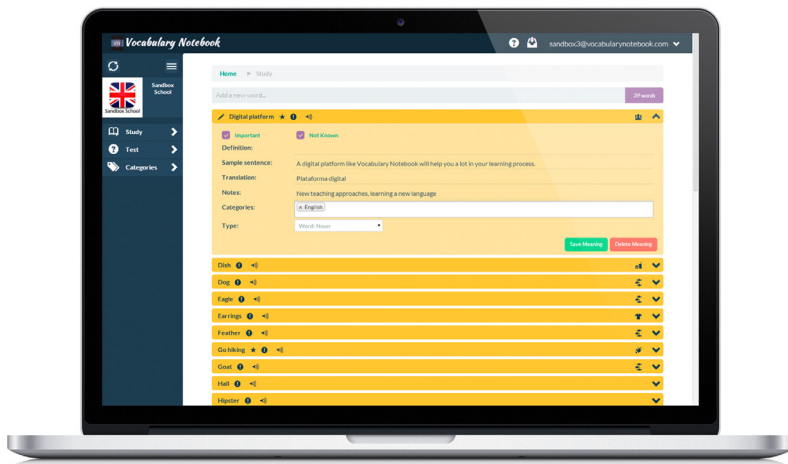 Vocabulary Notebook
sandbox3@vocabularynotebook.com
Sandbox School
Sandbox
School
Study
Test
Categories
Home Study
Add a new word...
words
Digital platform
Important Not Known
Definition:
Sample sentence: A digital platform like Vocabulary Notebook will help you a lot in your learning process.
Translation: Plataforma digital
Notes: New teaching approaches, learning a new language
Categories: × English
Type: Word: Noun
Save Meaning Delete Meaning
Dish
Dog
Eagle
Earrings
Feather
Go hiking
Goat
Hall
Hipster